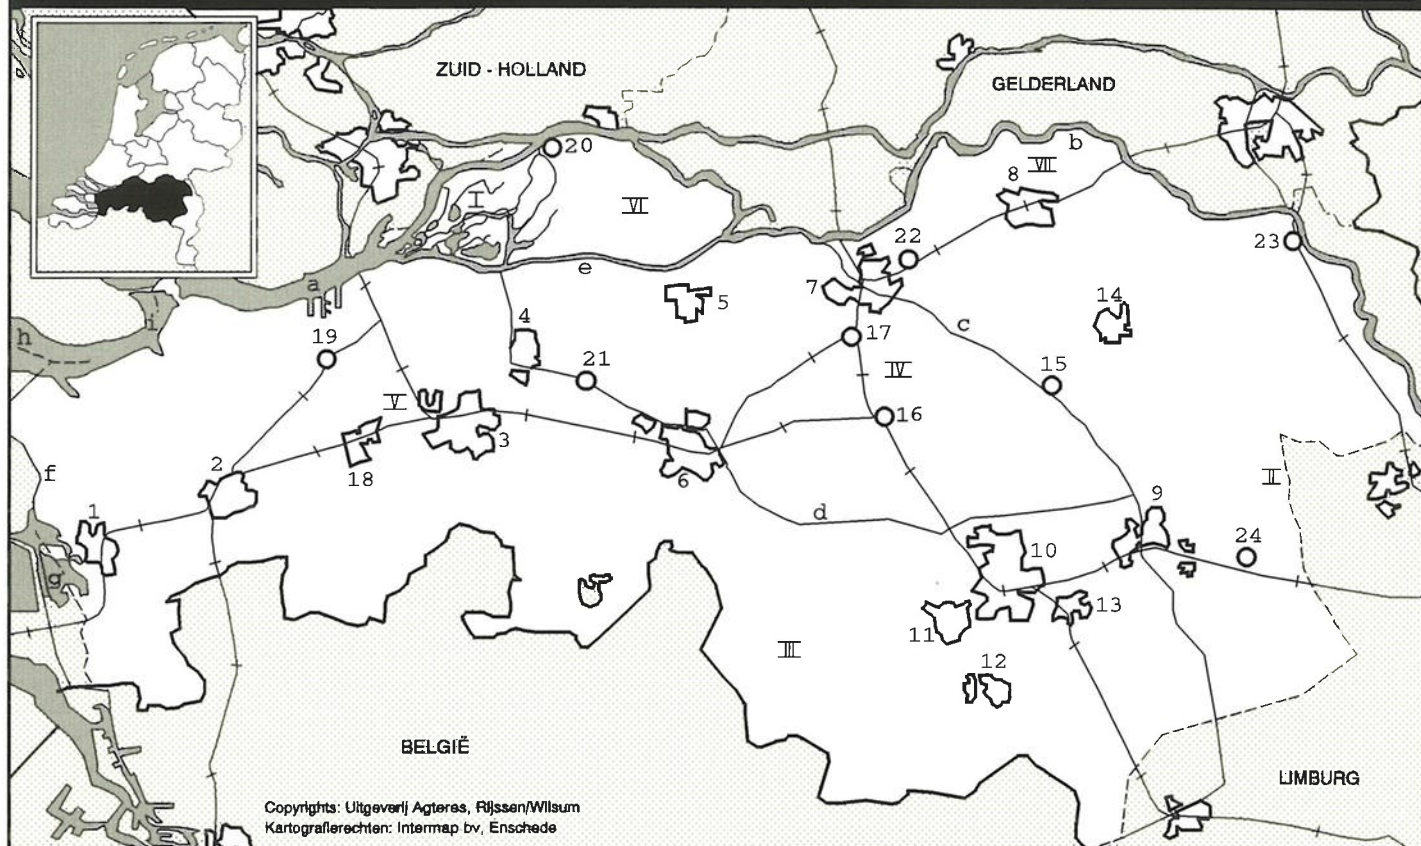 ZUID - HOLLAND
GELDERLAND
b
VII
8
20
I
VI
22
23
e
a
7
5
14
i
h
c
4
19
17
21
15
IV
V
16
3
2
18
6
II
f
9
1
d
24
10
g
13
11
III
12
BELGIË
LIMBURG
Copyrights: Uitgeverij Agteres, Rijssen/Wilsum
Kartografierechten: Intermap bv, Enschede